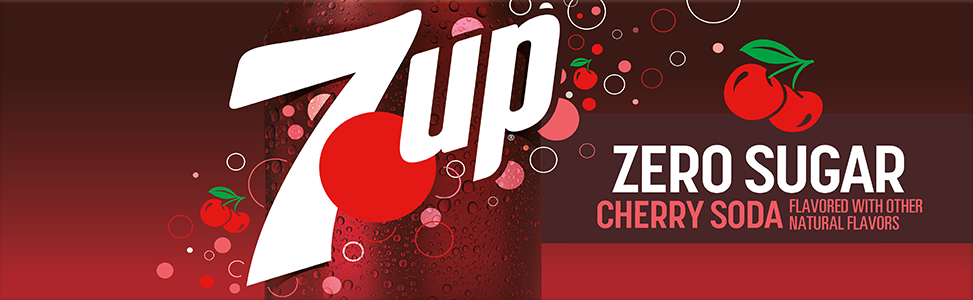 7up®
ZERO SUGAR
CHERRY SODA
FLAVORED WITH OTHER
NATURAL FLAVORS